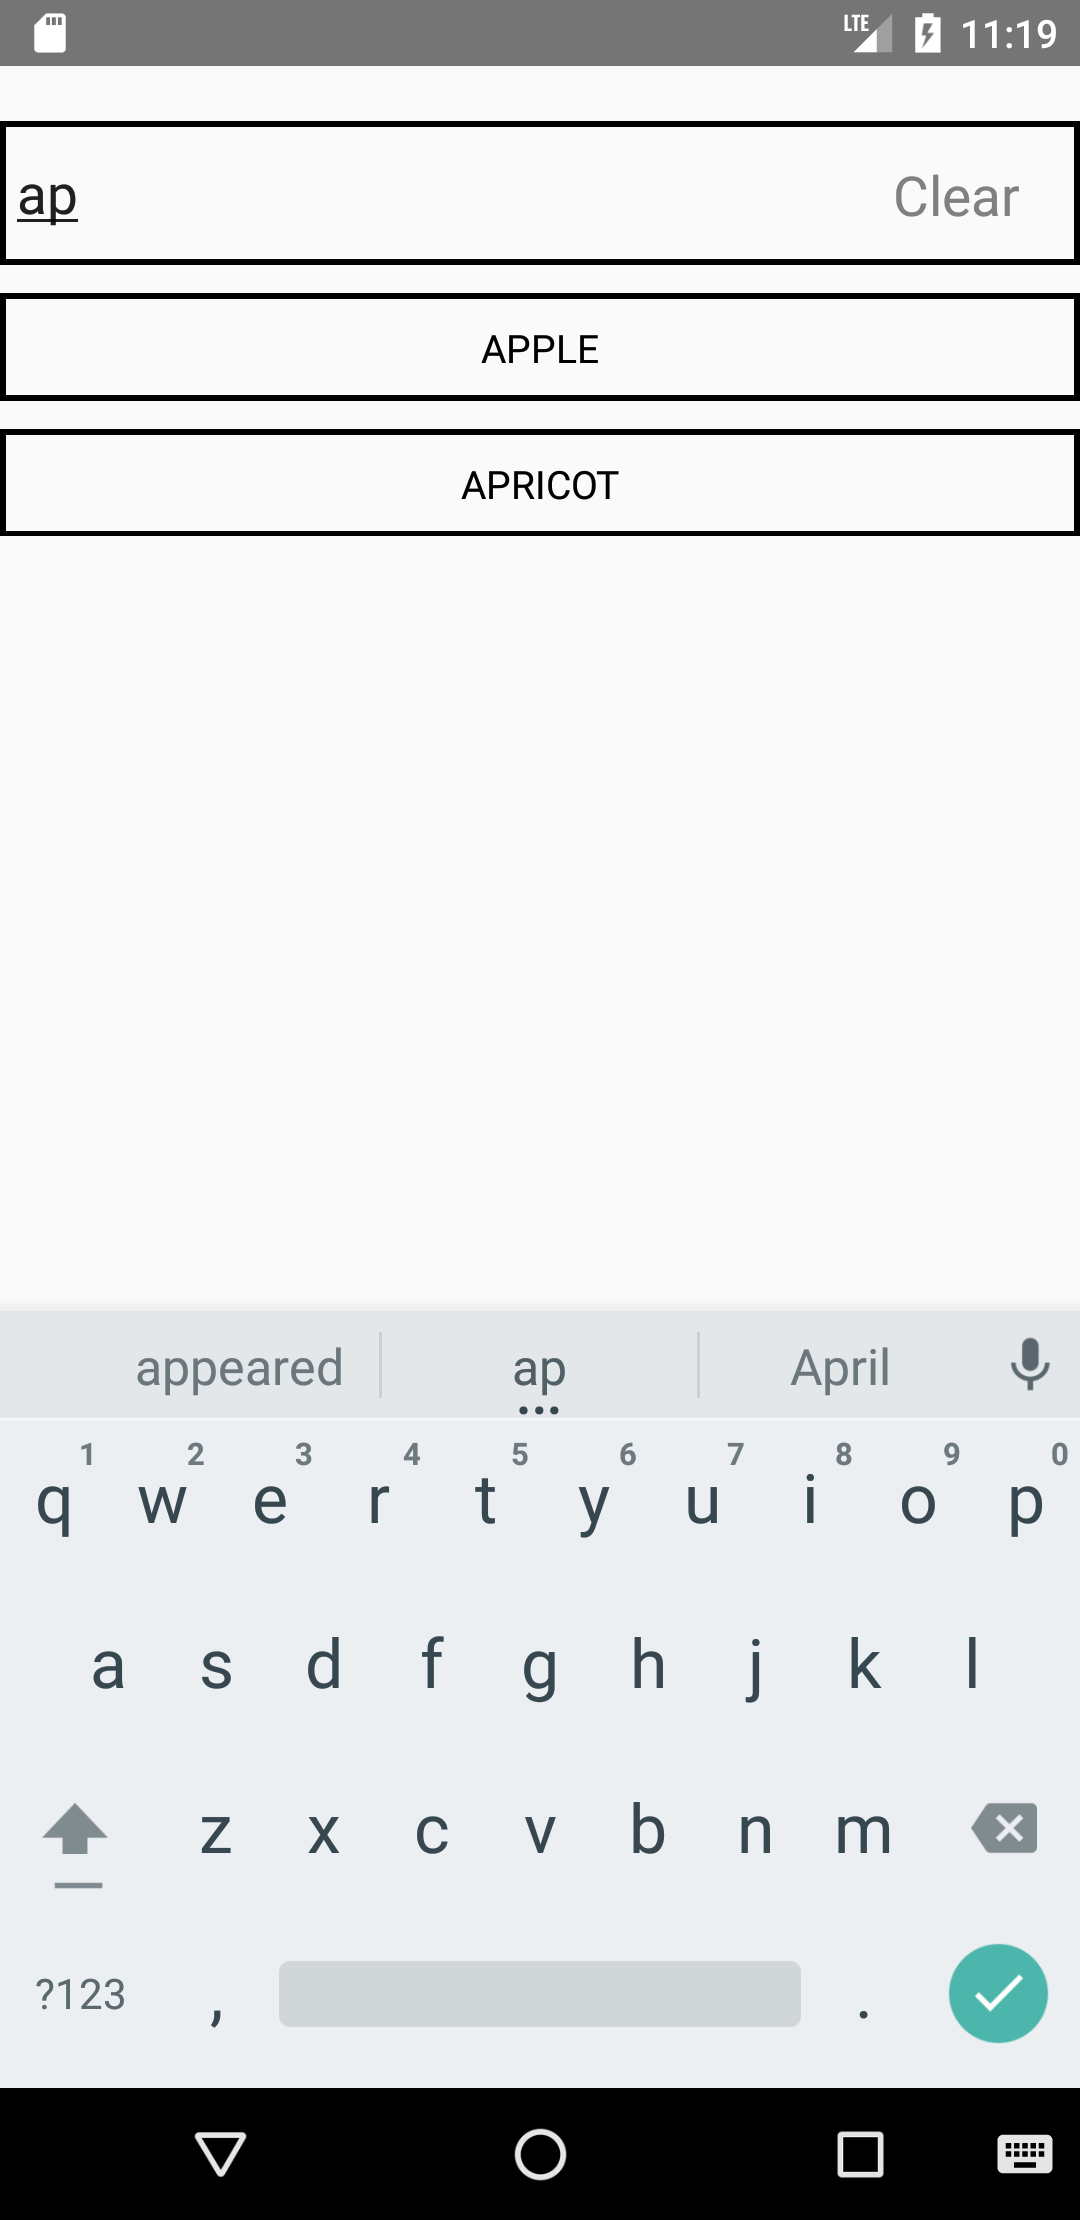 LTE 11:19
ap Clear
APPLE
APRICOT
appeared ap April
1 2 3 4 5 6 7 8 9 0
q w e r t y u i o p
a s d f g h j k l
z x c v b n m
?123 , .